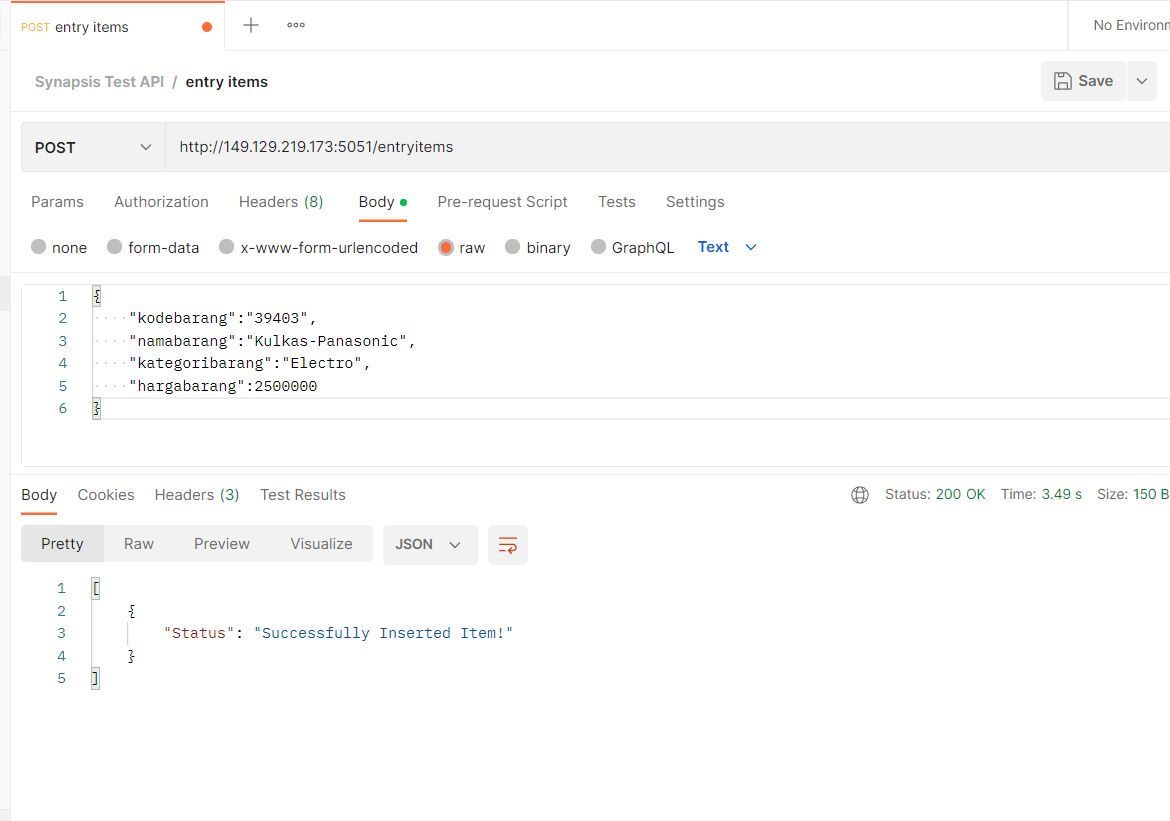 POST entry items
No Environm
Synapsis Test API / entry items
Save
POST
http://149.129.219.173:5051/entryitems
Params Authorization Headers (8) Body Pre-request Script Tests Settings
none form-data x-www-form-urlencoded raw binary GraphQL Text
1 {
2 "kodebarang":"39403",
3 "namabarang":"Kulkas-Panasonic",
4 "kategoribarang":"Electro",
5 "hargabarang":2500000
6 }
Body Cookies Headers (3) Test Results Status: 200 OK Time: 3.49 s Size: 150 B
Pretty Raw Preview Visualize JSON
1 [
2 {
3 "Status": "Successfully Inserted Item!"
4 }
5 ]